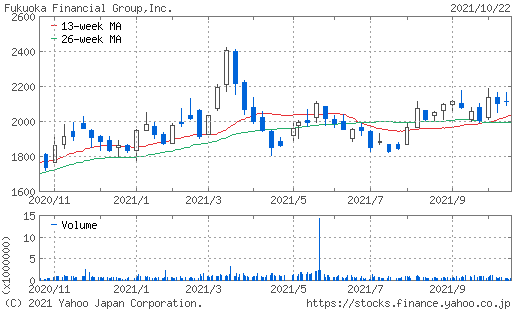 Fukuoka Financial Group,Inc. 2021/10/22
13-week MA
26-week MA
2600
2400
2200
2000
1800
1600
2020/11 2021/1 2021/3 2021/5 2021/7 2021/9
15
10
5
0
(x1000000)
Volume
2020/11 2021/1 2021/3 2021/5 2021/7 2021/9
(C) 2021 Yahoo Japan Corporation. https://stocks.finance.yahoo.co.jp/